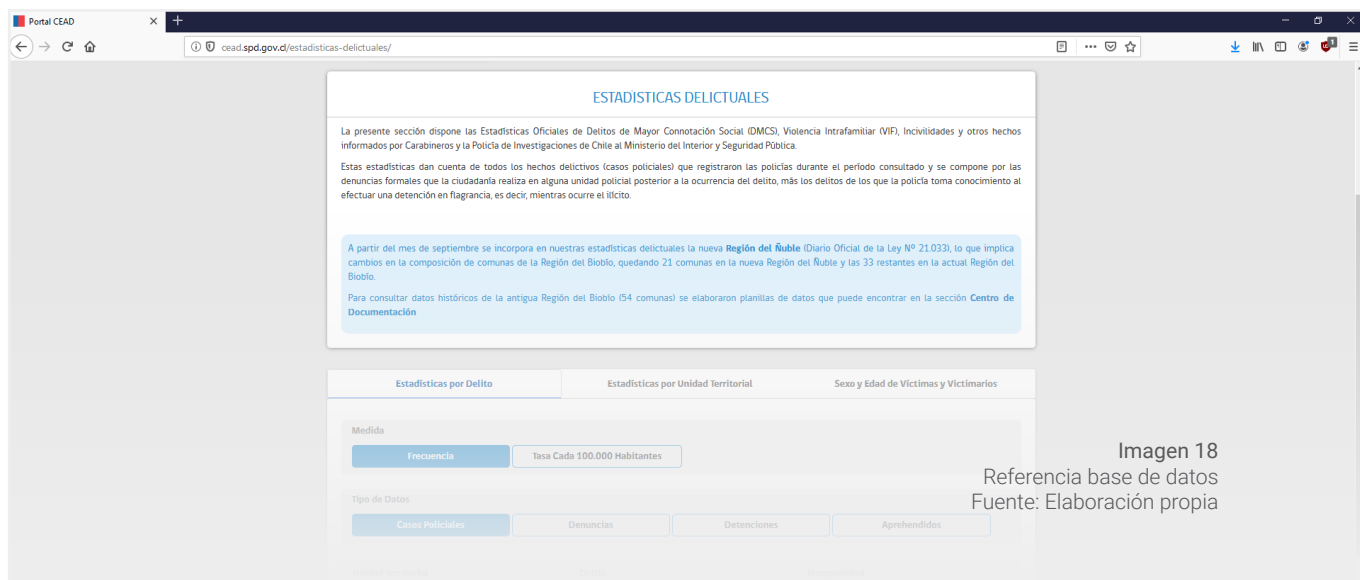 Portal CEAD
cead.spd.gov.cl/estadisticas-delictuales/
1
ESTADÍSTICAS DELICTUALES
La presente sección dispone las Estadísticas Oficiales de Delitos de Mayor Connotación Social (DMCS), Violencia Intrafamiliar (VIF), Incivilidades y otros hechos
informados por Carabineros y la Policía de Investigaciones de Chile al Ministerio del Interior y Seguridad Pública.
Estas estadísticas dan cuenta de todos los hechos delictivos (casos policiales) que registraron las policías durante el período consultado y se compone por las
denuncias formales que la ciudadanía realiza en alguna unidad policial posterior a la ocurrencia del delito, más los delitos de los que la policía toma conocimiento al
efectuar una detención en flagrancia, es decir, mientras ocurre el ilícito.
A partir del mes de septiembre se incorpora en nuestras estadísticas delictuales la nueva Región del Ñuble (Diario Oficial de la Ley Nº 21.033), lo que implica
cambios en la composición de comunas de la Región del Biobío, quedando 21 comunas en la nueva Región del Ñuble y las 33 restantes en la actual Región del
Biobío.
Para consultar datos históricos de la antigua Región del Biobío (54 comunas) se elaboraron planillas de datos que puede encontrar en la sección Centro de
Documentación
Estadísticas por Delito
Estadísticas por Unidad Territorial
Sexo y Edad de Víctimas y Victimarios
Medida
Frecuencia
Tasa Cada 100.000 Habitantes
Tipo de Datos
Casos Policiales
Denuncias
Detenciones
Aprehendidos
Imagen 18
Referencia base de datos
Fuente: Elaboración propia